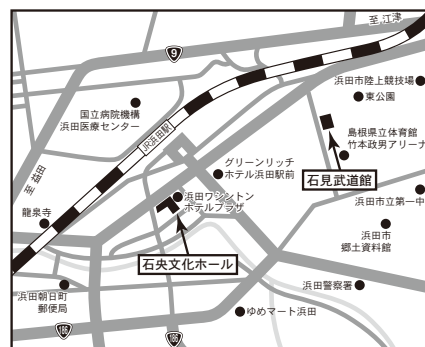 至 江津
9
浜田市陸上競技場
東公園
国立病院機構
浜田医療センター
JR浜田駅
島根県立体育館
竹本政男アリーナ
至 益田
グリーンリッチ
ホテル浜田駅前
石見武道館
浜田ワシントン
ホテルプラザ
浜田市立第一中
龍泉寺
浜田市
郷土資料館
石央文化ホール
浜田朝日町
郵便局
浜田警察署
ゆめマート浜田
186
186